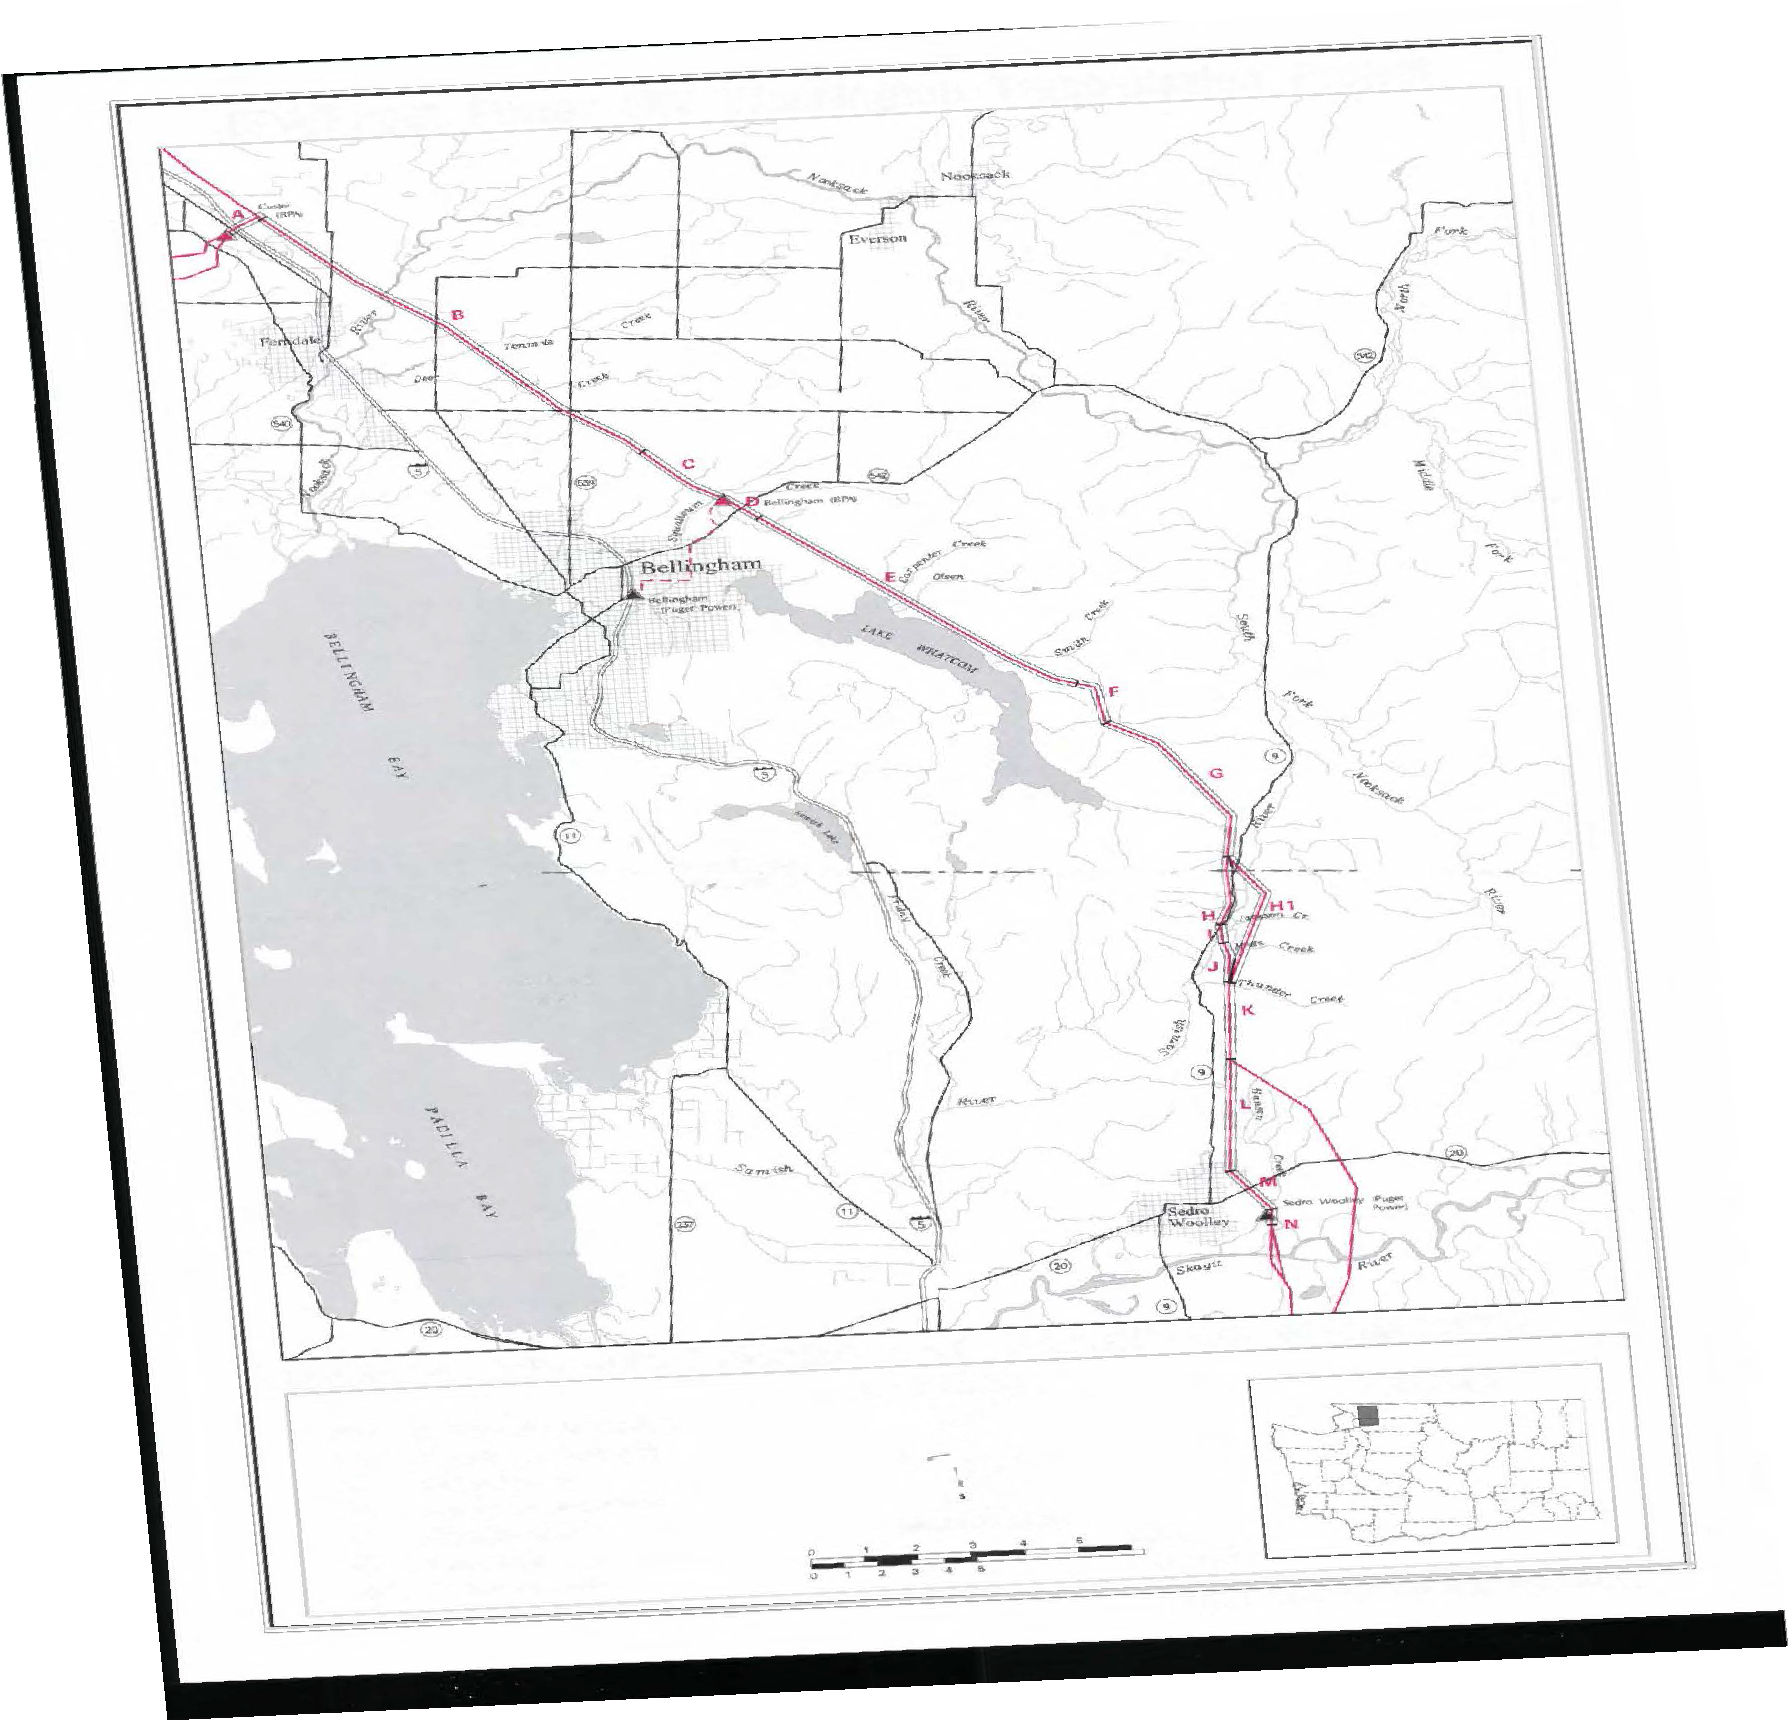 Nooksack
Nooksack
A
Custer
(BPA)
Everson
Fork
North
River
River
B
Creek
Tenmile
Ferndale
542
Deer
Creek
540
C
Middle
5
Nooksack
539
542
Creek
D
Bellingham (BPA)
Squalicum
Fork
Creek
Carpenter
E
Olsen
Bellingham
Bellingham
(Puget Power)
Creek
South
LAKE
WHATCOM
Smith
BELLINGHAM
F
Fork
BAY
9
G
5
Nooksack
River
11
Samish Lake
River
Friday
H
H1
I
Creek
Creek
J
Thunder
Creek
K
Samish
9
River
L
Hansen
PADILLA
Creek
20
Samish
M
BAY
Sedro Woolley (Puget
Power)
Sedro
Woolley
11
237
5
N
20
Skagit
River
9
20
0 1 2 3 4 5
0 1 2 3 4 5